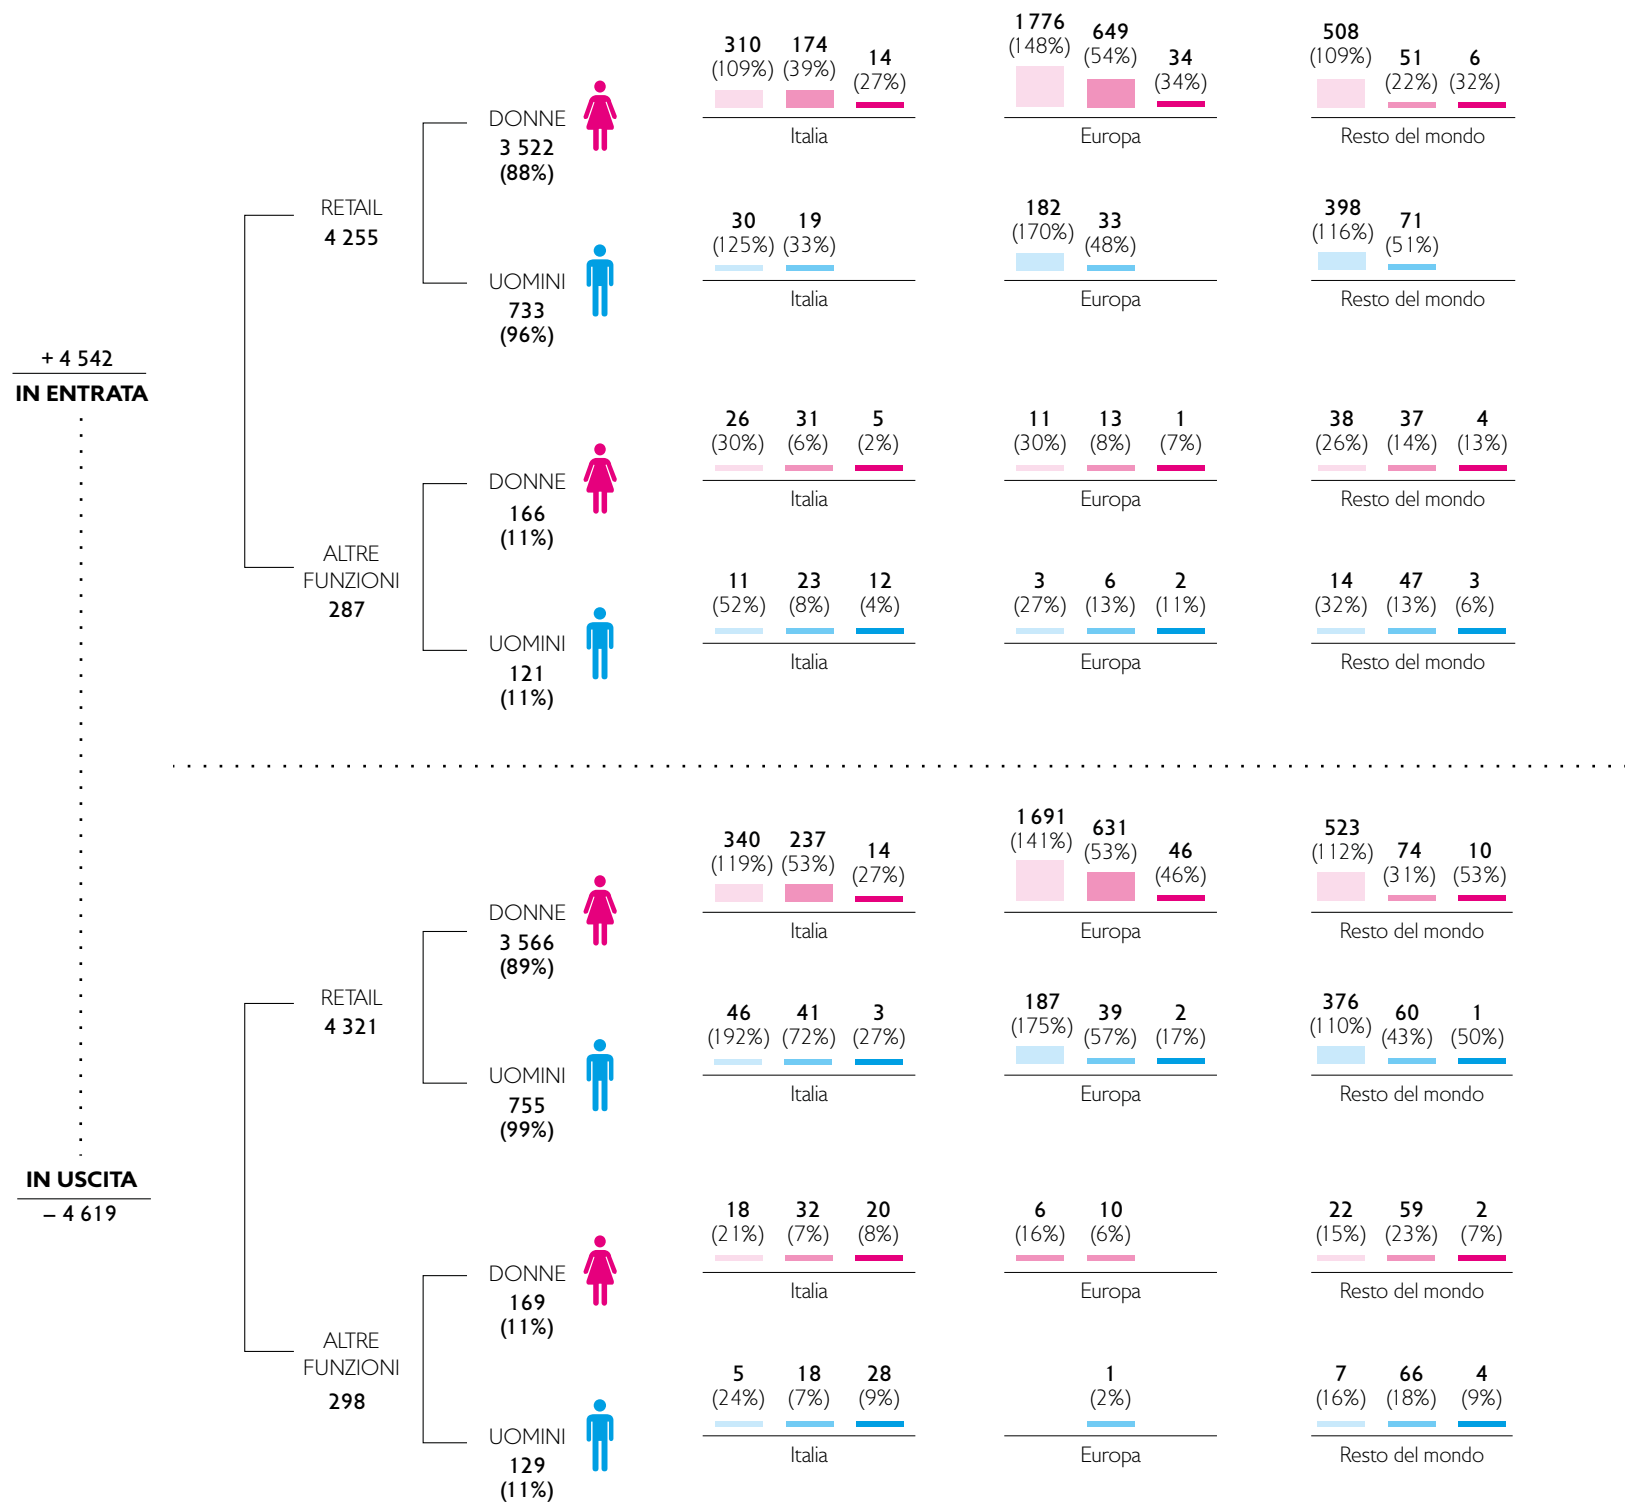 + 4 542
IN ENTRATA
RETAIL
4 255
DONNE
3 522
(88%)
310 174 14
(109%) (39%) (27%)
Italia
1 776 649 34
(148%) (54%) (34%)
Europa
508 51 6
(109%) (22%) (32%)
Resto del mondo
UOMINI
733
(96%)
30 19
(125%) (33%)
Italia
182 33
(170%) (48%)
Europa
398 71
(116%) (51%)
Resto del mondo
ALTRE
FUNZIONI
287
DONNE
166
(11%)
26 31 5
(30%) (6%) (2%)
Italia
11 13 1
(30%) (8%) (7%)
Europa
38 37 4
(26%) (14%) (13%)
Resto del mondo
UOMINI
121
(11%)
11 23 12
(52%) (8%) (4%)
Italia
3 6 2
(27%) (13%) (11%)
Europa
14 47 3
(32%) (13%) (6%)
Resto del mondo
IN USCITA
– 4 619
RETAIL
4 321
DONNE
3 566
(89%)
340 237 14
(119%) (53%) (27%)
Italia
1 691 631 46
(141%) (53%) (46%)
Europa
523 74 10
(112%) (31%) (53%)
Resto del mondo
UOMINI
755
(99%)
46 41 3
(192%) (72%) (27%)
Italia
187 39 2
(175%) (57%) (17%)
Europa
376 60 1
(110%) (43%) (50%)
Resto del mondo
ALTRE
FUNZIONI
298
DONNE
169
(11%)
18 32 20
(21%) (7%) (8%)
Italia
6 10
(16%) (6%)
Europa
22 59 2
(15%) (23%) (7%)
Resto del mondo
UOMINI
129
(11%)
5 18 28
(24%) (7%) (9%)
Italia
1
(2%)
Europa
7 66 4
(16%) (18%) (9%)
Resto del mondo